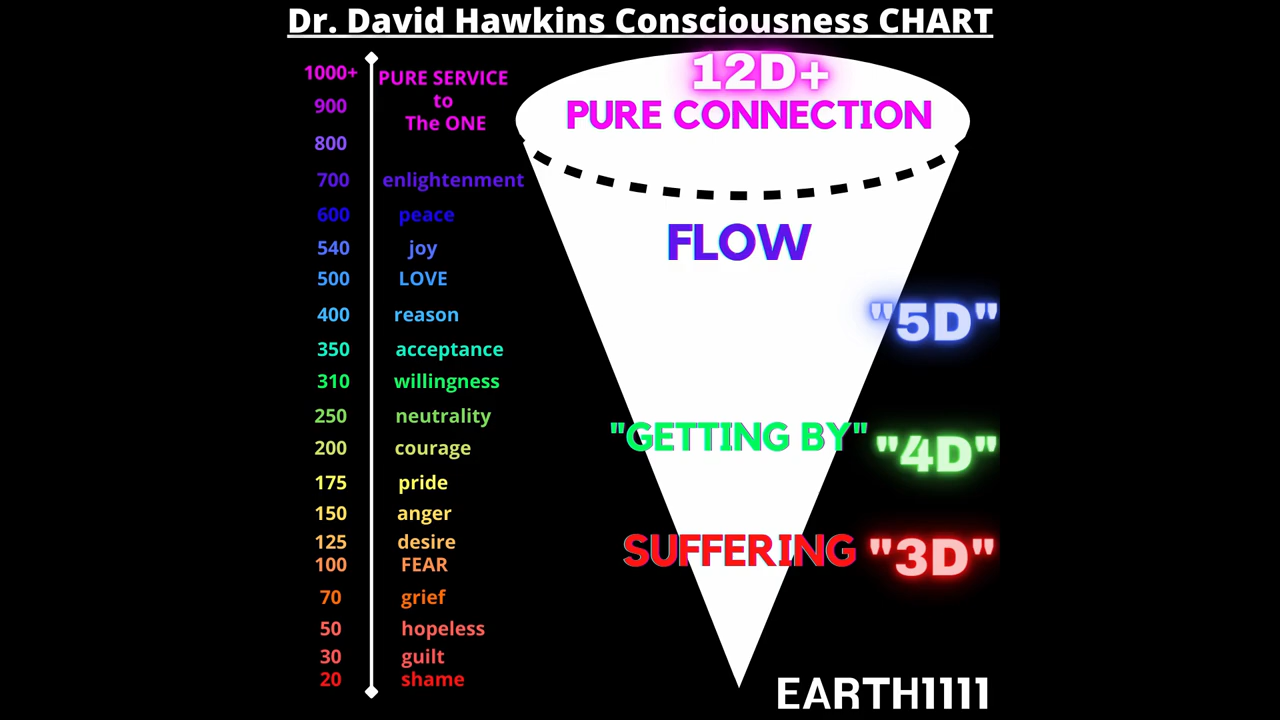 Dr. David Hawkins Consciousness CHART
1000+
PURE SERVICE
900
to
The ONE
800
700 enlightenment
600 peace
540 joy
500 LOVE
400 reason
350 acceptance
310 willingness
250 neutrality
200 courage
175 pride
150 anger
125 desire
100 FEAR
70 grief
50 hopeless
30 guilt
20 shame
12D+
PURE CONNECTION
FLOW
"5D"
"GETTING BY" "4D"
SUFFERING "3D"
EARTH1111